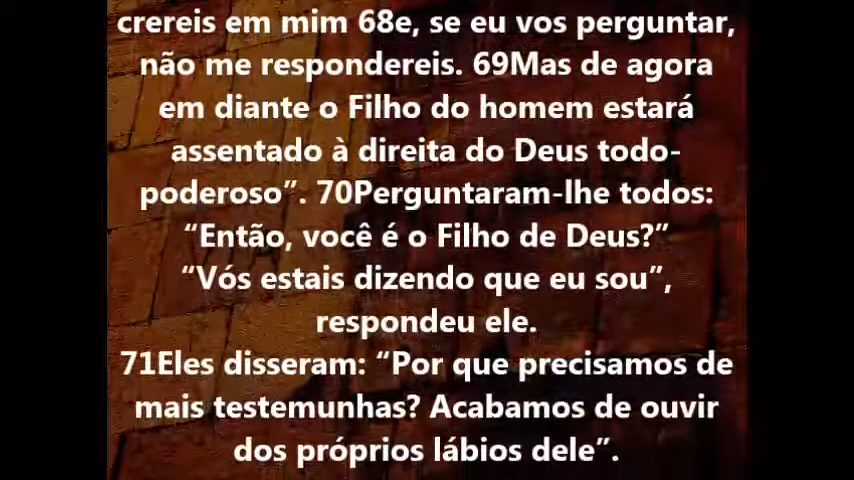 crereis em mim 68e, se eu vos perguntar,
não me respondereis. 69Mas de agora
em diante o Filho do homem estará
assentado à direita do Deus todo-
poderoso”. 70Perguntaram-lhe todos:
“Então, você é o Filho de Deus?”
“Vós estais dizendo que eu sou”,
respondeu ele.
71Eles disseram: “Por que precisamos de
mais testemunhas? Acabamos de ouvir
dos próprios lábios dele”.